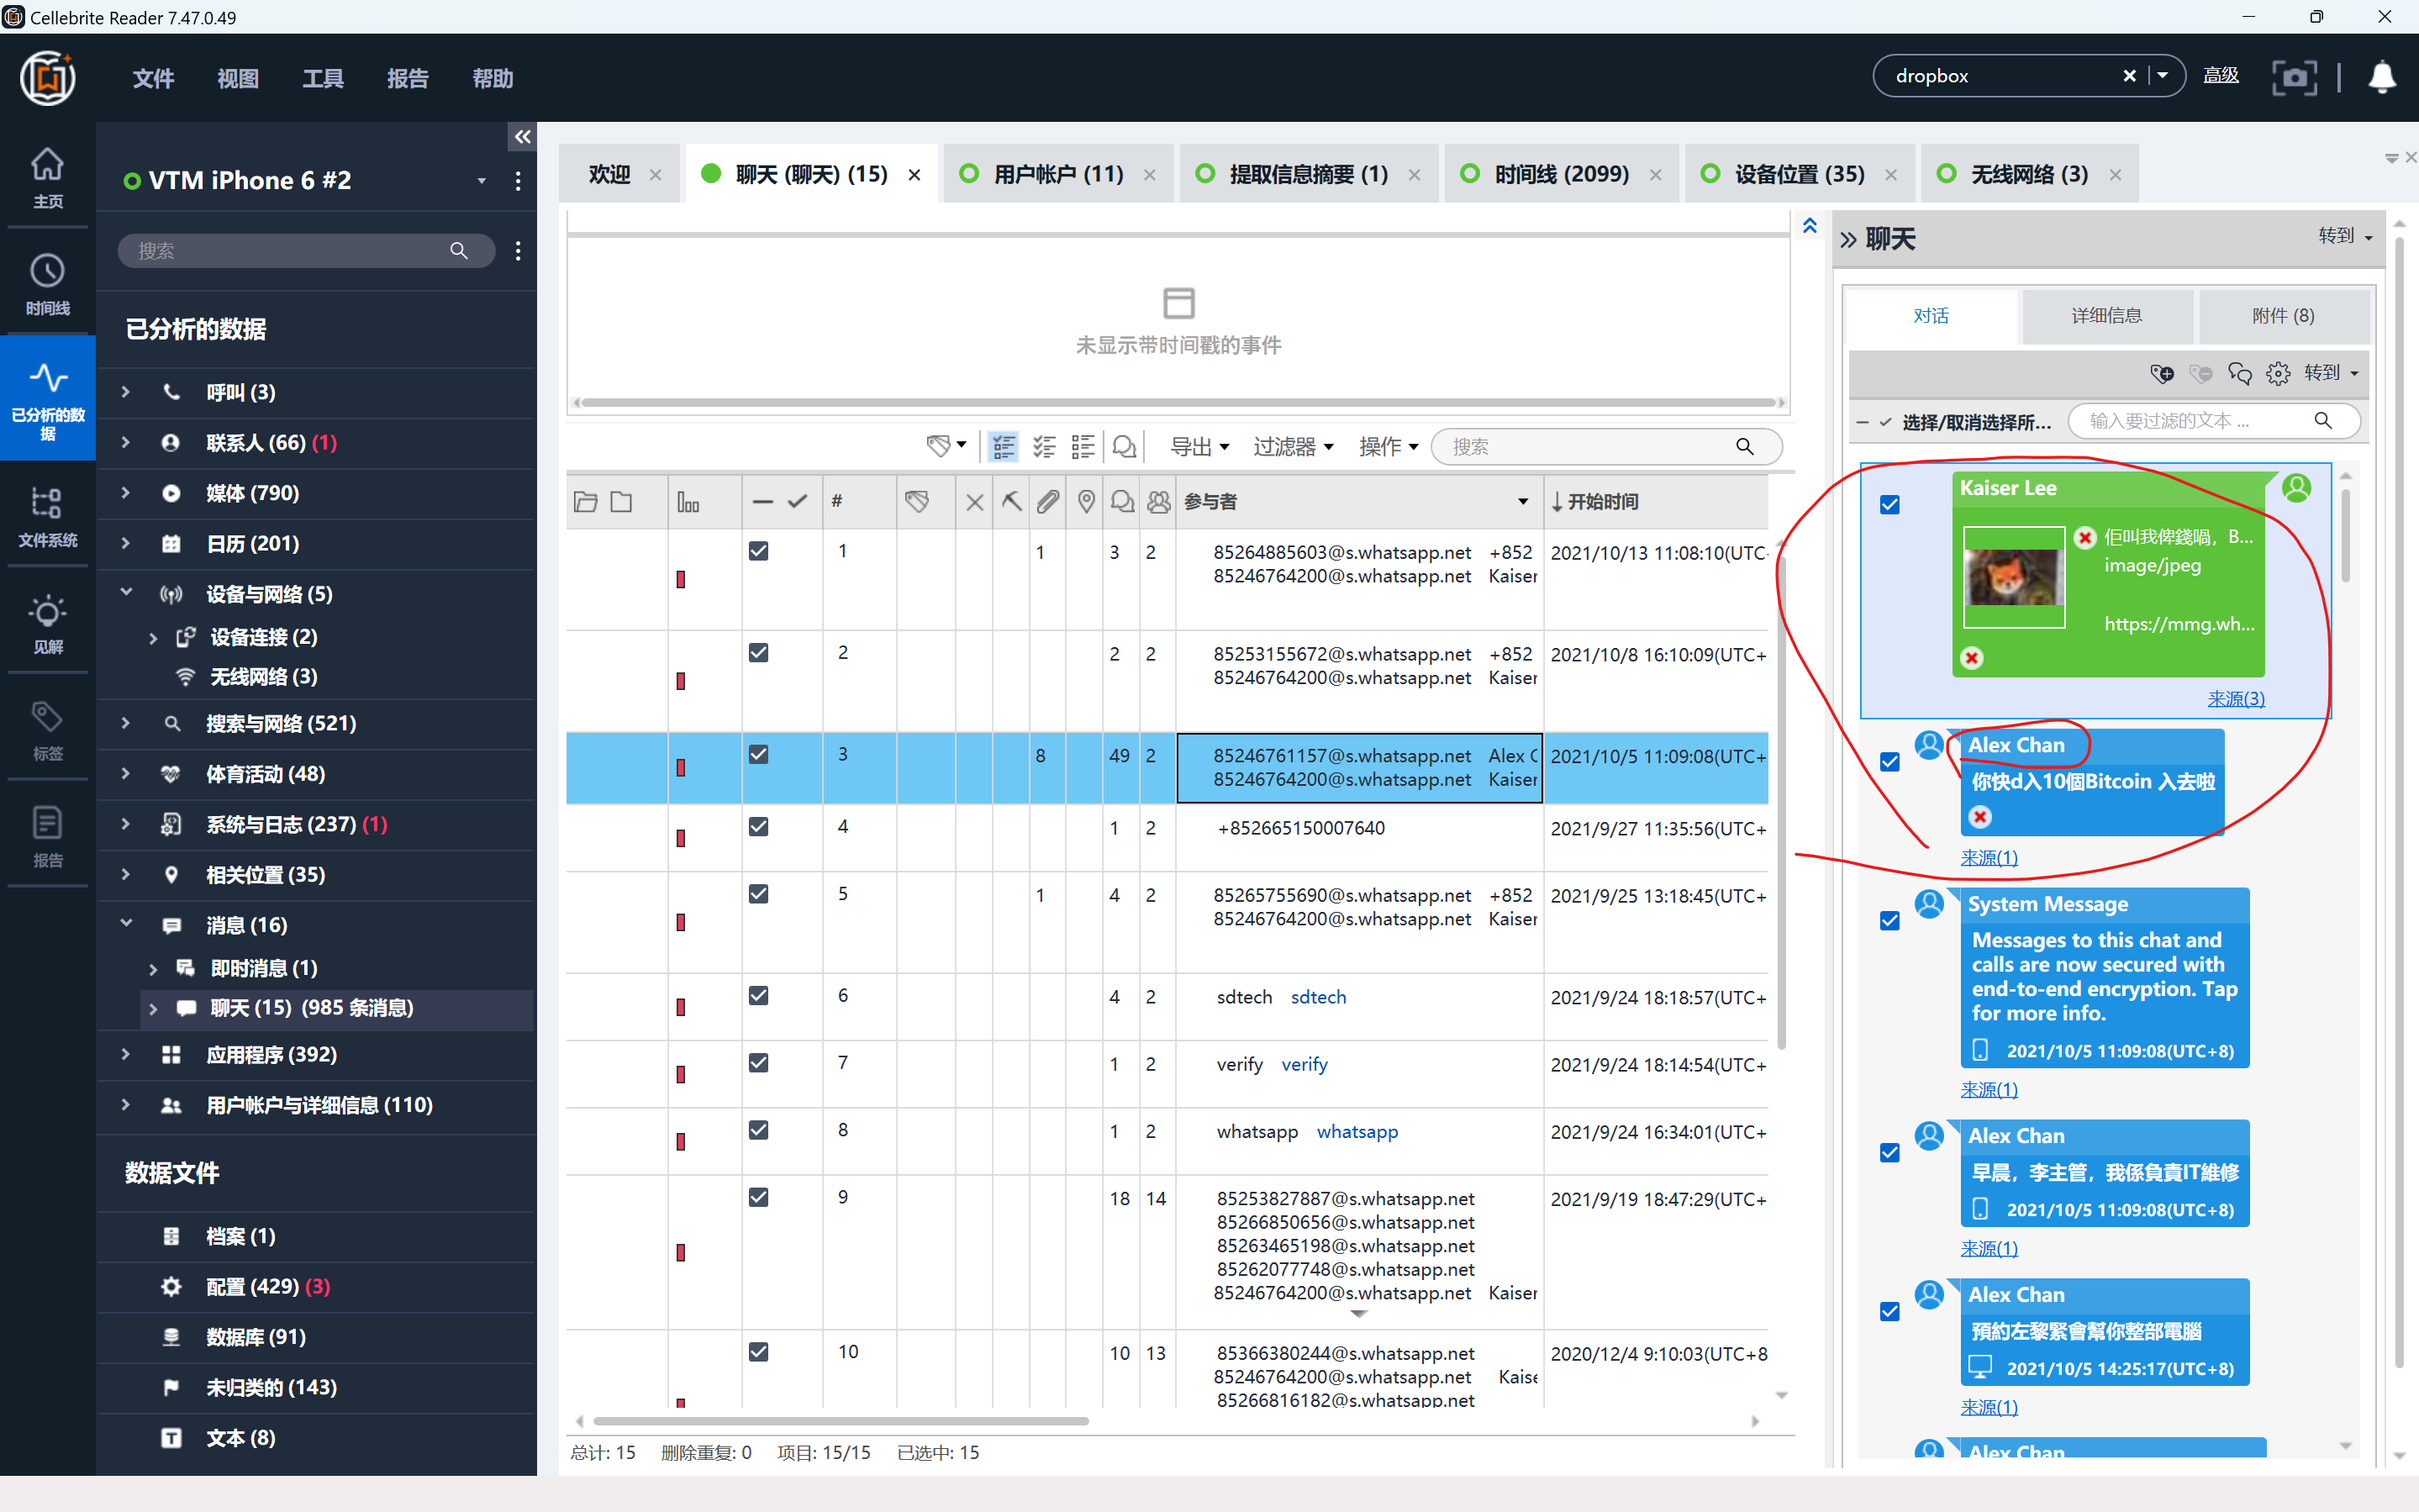 Cellebrite Reader 7.47.0.49
文件 视图 工具 报告 帮助
dropbox
高级
主页
时间线
已分析的数据
文件系统
见解
标签
报告
VTM iPhone 6 #2
搜索
已分析的数据
呼叫 (3)
联系人 (66) (1)
媒体 (790)
日历 (201)
设备与网络 (5)
设备连接 (2)
无线网络 (3)
搜索与网络 (521)
体育活动 (48)
系统与日志 (237) (1)
相关位置 (35)
消息 (16)
即时消息 (1)
聊天 (15) (985 条消息)
应用程序 (392)
用户帐户与详细信息 (110)
数据文件
档案 (1)
配置 (429) (3)
数据库 (91)
未归类的 (143)
文本 (8)
欢迎
聊天 (聊天) (15)
用户帐户 (11)
提取信息摘要 (1)
时间线 (2099)
设备位置 (35)
无线网络 (3)
未显示带时间戳的事件
导出 过滤器 操作 搜索
# 参与者 开始时间
1 1 3 2 85264885603@s.whatsapp.net +852 2021/10/13 11:08:10(UTC
85246764200@s.whatsapp.net Kaiser
2 2 2 85253155672@s.whatsapp.net +852 2021/10/8 16:10:09(UTC+
85246764200@s.whatsapp.net Kaiser
3 8 49 2 85246761157@s.whatsapp.net Alex C 2021/10/5 11:09:08(UTC+
85246764200@s.whatsapp.net Kaiser
4 1 2 +852665150007640 2021/9/27 11:35:56(UTC+
5 1 4 2 85265755690@s.whatsapp.net +852 2021/9/25 13:18:45(UTC+
85246764200@s.whatsapp.net Kaiser
6 4 2 sdtech sdtech 2021/9/24 18:18:57(UTC+
7 1 2 verify verify 2021/9/24 18:14:54(UTC+
8 1 2 whatsapp whatsapp 2021/9/24 16:34:01(UTC+
9 18 14 85253827887@s.whatsapp.net 2021/9/19 18:47:29(UTC+
85266850656@s.whatsapp.net
85263465198@s.whatsapp.net
85262077748@s.whatsapp.net
85246764200@s.whatsapp.net Kaiser
10 10 13 85366380244@s.whatsapp.net 2020/12/4 9:10:03(UTC+8
85246764200@s.whatsapp.net Kaise
85266816182@s.whatsapp.net
总计: 15 删除重复: 0 项目: 15/15 已选中: 15
聊天 转到
对话 详细信息 附件 (8)
转到
选择/取消选择所... 输入要过滤的文本 ...
Kaiser Lee
佢叫我俾錢喎，B...
image/jpeg
https://mmg.wh...
来源(3)
Alex Chan
你快d入10個Bitcoin 入去啦
来源(1)
System Message
Messages to this chat and
calls are now secured with
end-to-end encryption. Tap
for more info.
2021/10/5 11:09:08(UTC+8)
来源(1)
Alex Chan
早晨，李主管，我係負責IT維修
2021/10/5 11:09:08(UTC+8)
来源(1)
Alex Chan
預約左黎緊會幫你整部電腦
2021/10/5 14:25:17(UTC+8)
来源(1)
Alex Chan